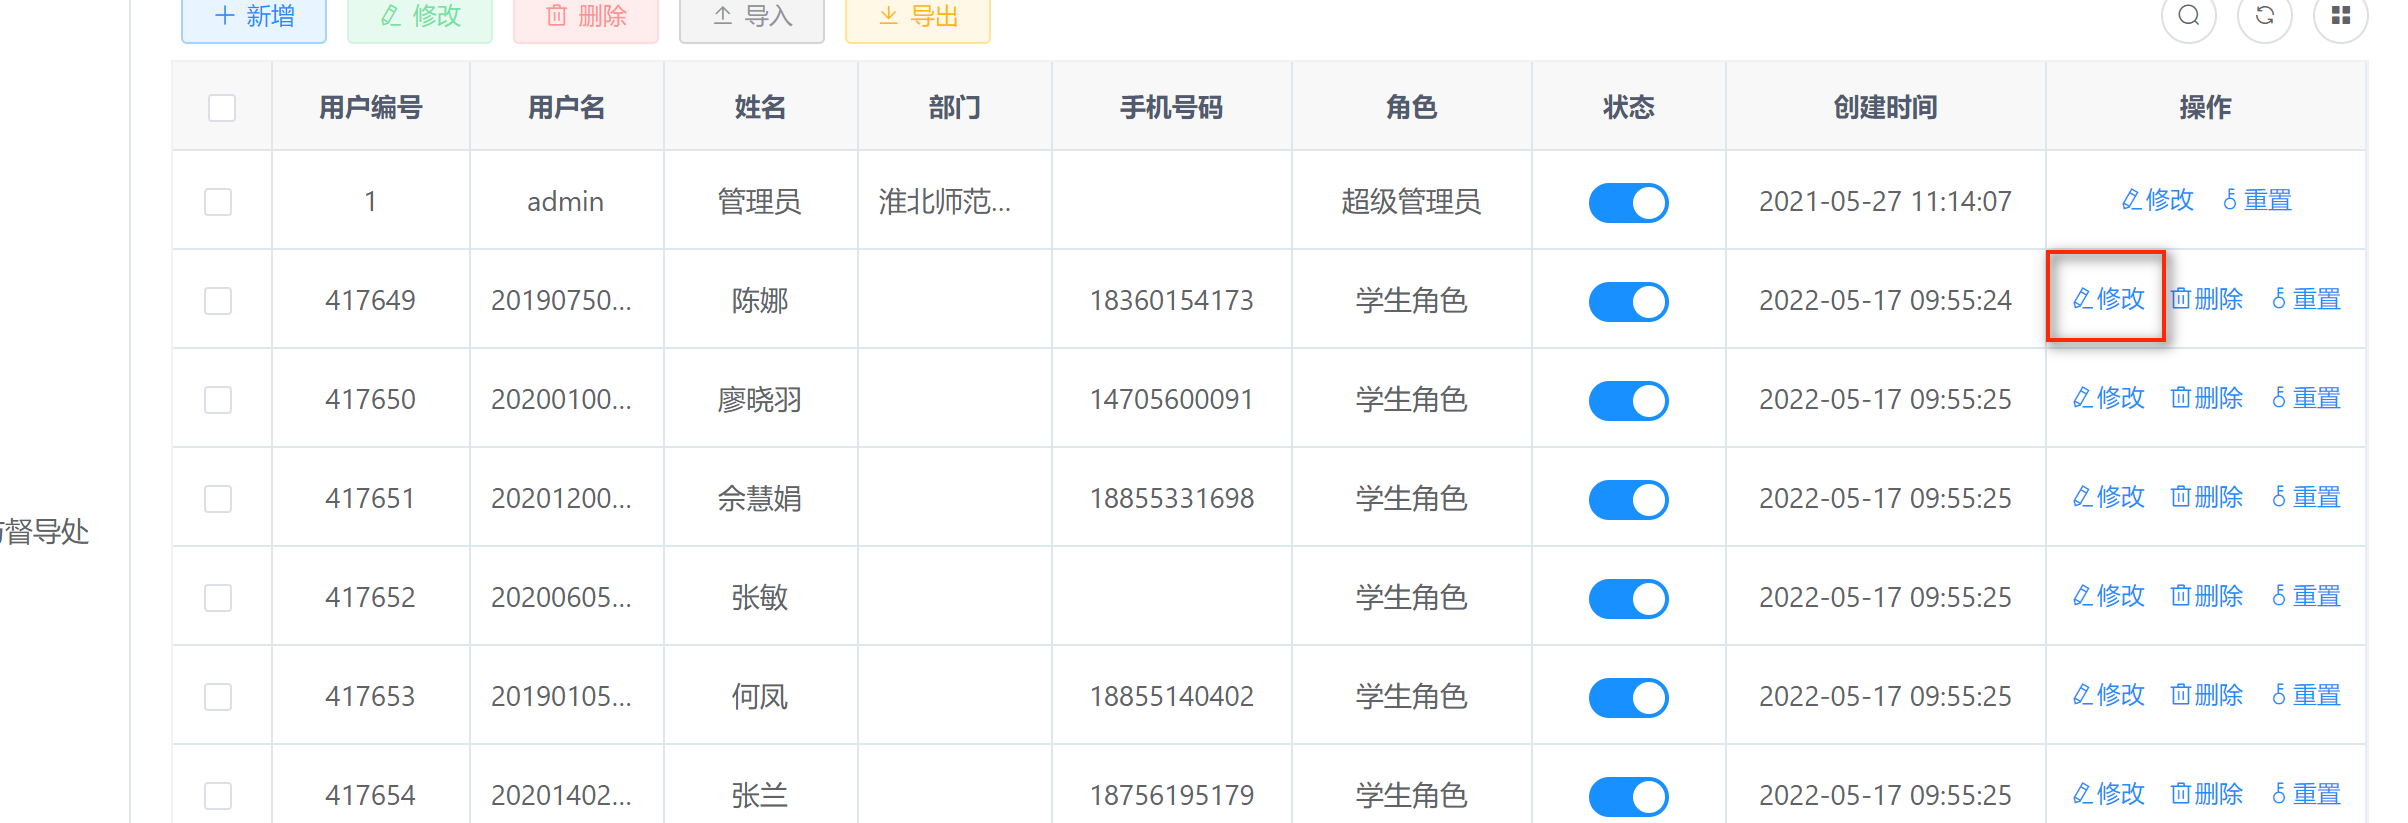 新增 修改 删除 导入 导出
用户编号 用户名 姓名 部门 手机号码 角色 状态 创建时间 操作
1 admin 管理员 淮北师范... 超级管理员 2021-05-27 11:14:07 修改 重置
417649 20190750... 陈娜 18360154173 学生角色 2022-05-17 09:55:24 修改 删除 重置
417650 20200100... 廖晓羽 14705600091 学生角色 2022-05-17 09:55:25 修改 删除 重置
417651 20201200... 佘慧娟 18855331698 学生角色 2022-05-17 09:55:25 修改 删除 重置
督导处
417652 20200605... 张敏 学生角色 2022-05-17 09:55:25 修改 删除 重置
417653 20190105... 何凤 18855140402 学生角色 2022-05-17 09:55:25 修改 删除 重置
417654 20201402... 张兰 18756195179 学生角色 2022-05-17 09:55:25 修改 删除 重置